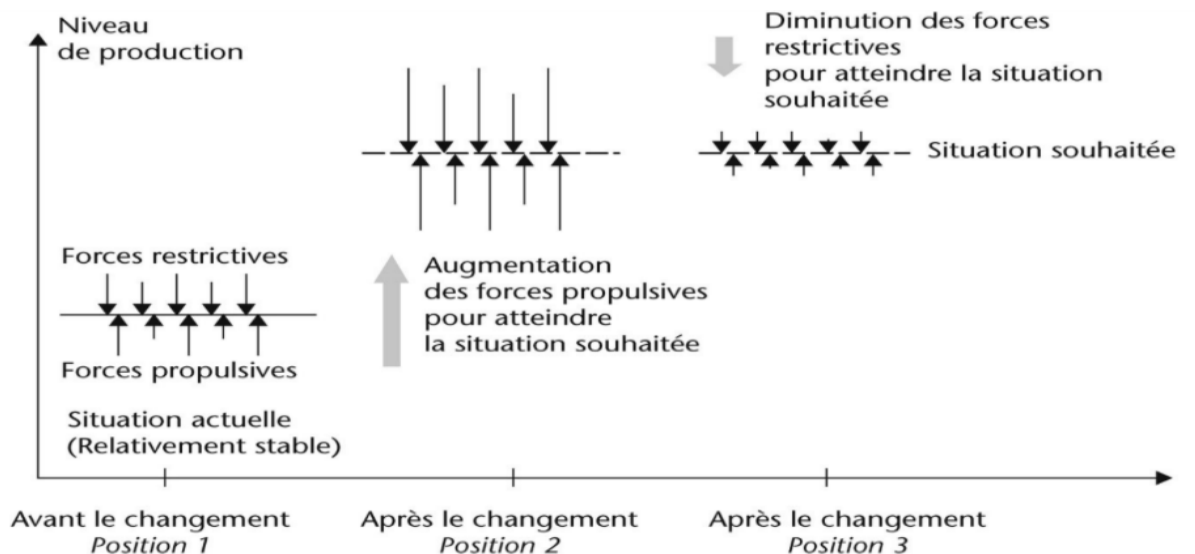 Niveau
de production
Diminution des forces
restrictives
pour atteindre la situation
souhaitée
Situation souhaitée
Forces restrictives
Forces propulsives
Situation actuelle
(Relativement stable)
Augmentation
des forces propulsives
pour atteindre
la situation souhaitée
Avant le changement
Position 1
Après le changement
Position 2
Après le changement
Position 3